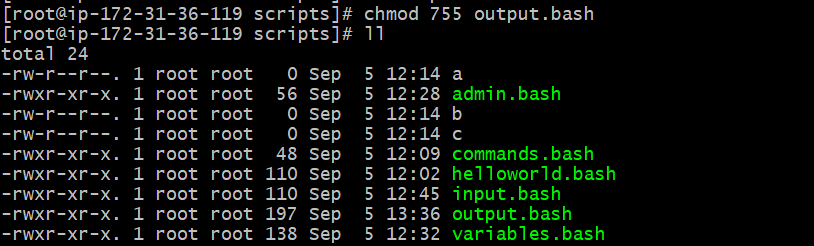 [root@ip-172-31-36-119 scripts]# chmod 755 output.bash
[root@ip-172-31-36-119 scripts]# ll
total 24
-rw-r--r--. 1 root root   0 Sep  5 12:14 a
-rwxr-xr-x. 1 root root  56 Sep  5 12:28 admin.bash
-rw-r--r--. 1 root root   0 Sep  5 12:14 b
-rw-r--r--. 1 root root   0 Sep  5 12:14 c
-rwxr-xr-x. 1 root root  48 Sep  5 12:09 commands.bash
-rwxr-xr-x. 1 root root 110 Sep  5 12:02 helloworld.bash
-rwxr-xr-x. 1 root root 110 Sep  5 12:45 input.bash
-rwxr-xr-x. 1 root root 197 Sep  5 13:36 output.bash
-rwxr-xr-x. 1 root root 138 Sep  5 12:32 variables.bash